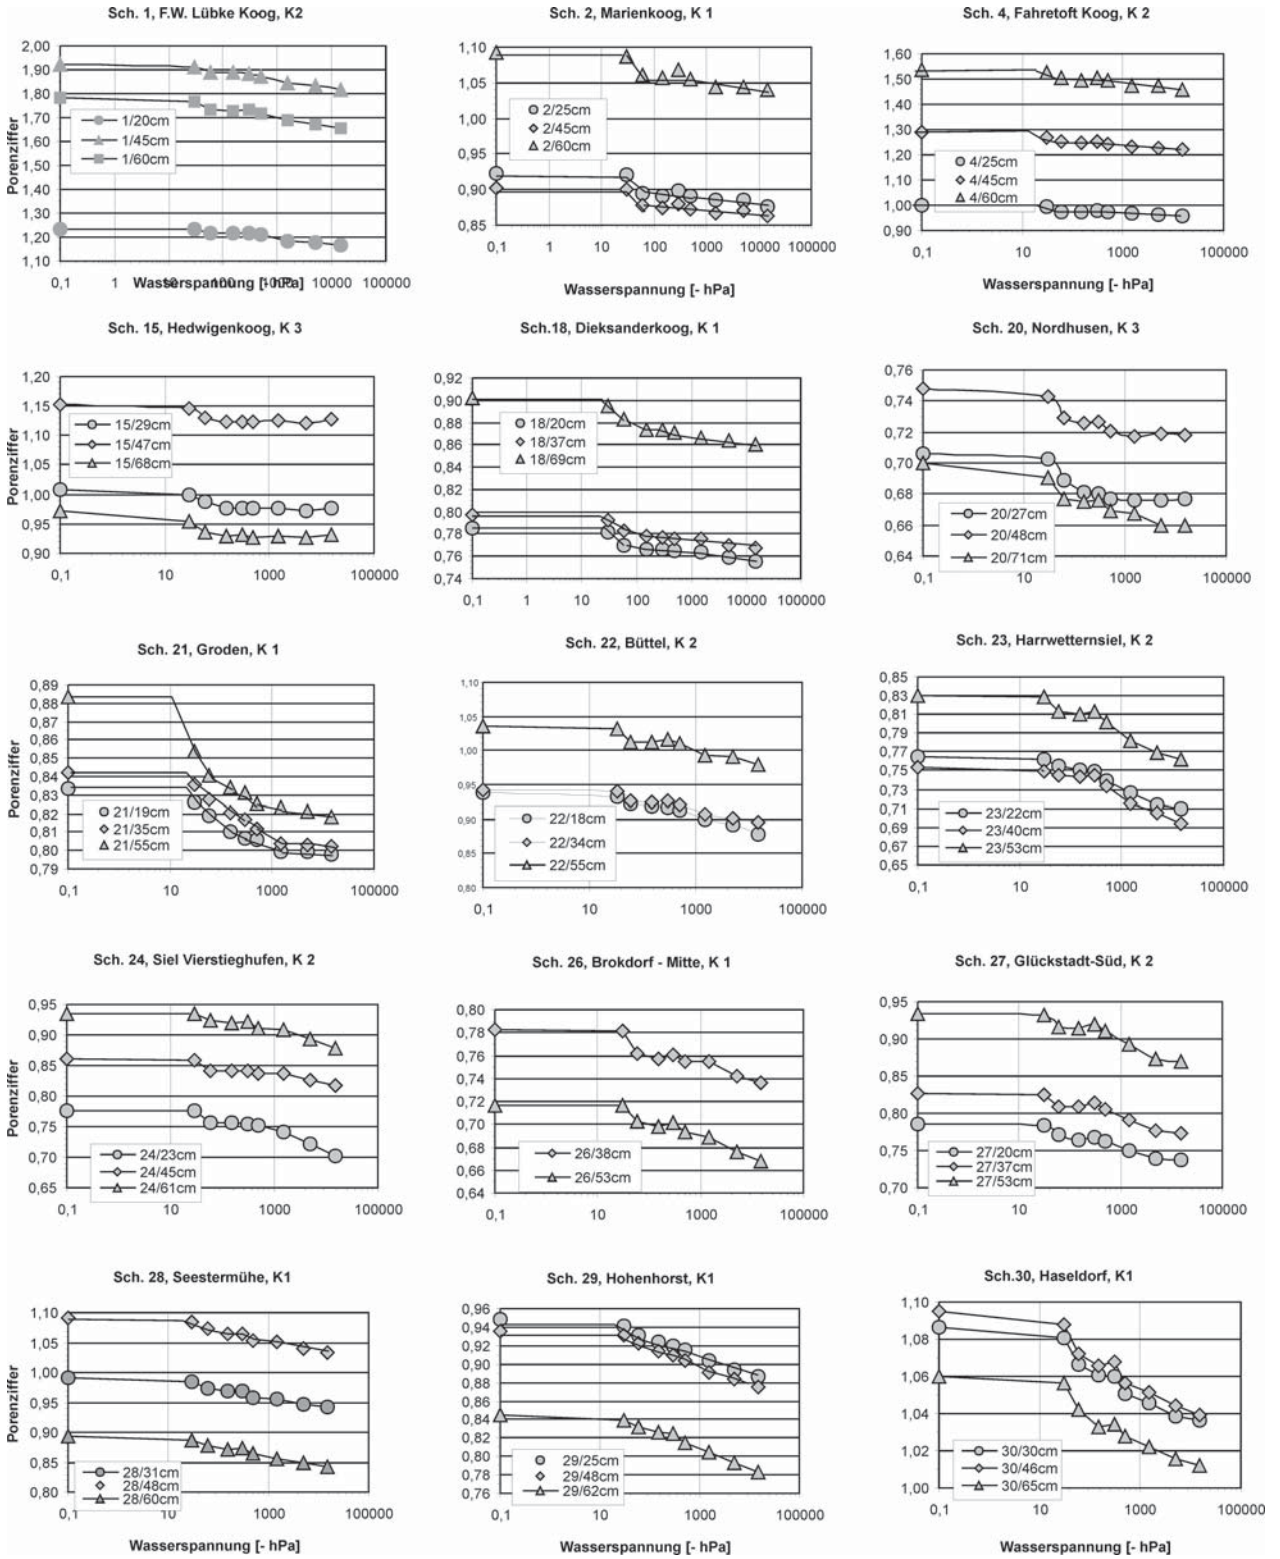 Sch. 1, F.W. Lübke Koog, K2
Porenziffer
2,00
1,90
1,80
1,70
1,60
1,50
1,40
1,30
1,20
1,10
1/20cm
1/45cm
1/60cm
0,1 1 10 100 1000 10000 100000
Wasserspannung [- hPa]
Sch. 2, Marienkoog, K 1
1,10
1,05
1,00
0,95
0,90
0,85
2/25cm
2/45cm
2/60cm
0,1 1 10 100 1000 10000 100000
Wasserspannung [- hPa]
Sch. 4, Fahretoft Koog, K 2
1,60
1,50
1,40
1,30
1,20
1,10
1,00
0,90
4/25cm
4/45cm
4/60cm
0,1 10 1000 100000
Wasserspannung [- hPa]
Sch. 15, Hedwigenkoog, K 3
Porenziffer
1,20
1,15
1,10
1,05
1,00
0,95
0,90
15/29cm
15/47cm
15/68cm
0,1 10 1000 100000
Sch.18, Dieksanderkoog, K 1
0,92
0,90
0,88
0,86
0,84
0,82
0,80
0,78
0,76
0,74
18/20cm
18/37cm
18/69cm
0,1 1 10 100 1000 10000 100000
Sch. 20, Nordhusen, K 3
0,76
0,74
0,72
0,70
0,68
0,66
0,64
20/27cm
20/48cm
20/71cm
0,1 10 1000 100000
Sch. 21, Groden, K 1
Porenziffer
0,89
0,88
0,87
0,86
0,85
0,84
0,83
0,82
0,81
0,80
0,79
21/19cm
21/35cm
21/55cm
0,1 10 1000 100000
Sch. 22, Büttel, K 2
1,10
1,05
1,00
0,95
0,90
0,85
0,80
22/18cm
22/34cm
22/55cm
0,1 10 1000 100000
Sch. 23, Harrwetternsiel, K 2
0,85
0,83
0,81
0,79
0,77
0,75
0,73
0,71
0,69
0,67
0,65
23/22cm
23/40cm
23/53cm
0,1 10 1000 100000
Sch. 24, Siel Vierstieghufen, K 2
Porenziffer
0,95
0,90
0,85
0,80
0,75
0,70
0,65
24/23cm
24/45cm
24/61cm
0,1 10 1000 100000
Sch. 26, Brokdorf - Mitte, K 1
0,80
0,78
0,76
0,74
0,72
0,70
0,68
0,66
0,64
26/38cm
26/53cm
0,1 10 1000 100000
Sch. 27, Glückstadt-Süd, K 2
0,95
0,90
0,85
0,80
0,75
0,70
27/20cm
27/37cm
27/53cm
0,1 10 1000 100000
Sch. 28, Seestermühe, K1
Porenziffer
1,10
1,05
1,00
0,95
0,90
0,85
0,80
28/31cm
28/48cm
28/60cm
0,1 10 1000 100000
Wasserspannung [- hPa]
Sch. 29, Hohenhorst, K1
0,96
0,94
0,92
0,90
0,88
0,86
0,84
0,82
0,80
0,78
0,76
29/25cm
29/48cm
29/62cm
0,1 10 1000 100000
Wasserspannung [- hPa]
Sch.30, Haseldorf, K1
1,10
1,08
1,06
1,04
1,02
1,00
30/30cm
30/46cm
30/65cm
0,1 10 1000 100000
Wasserspannung [- hPa]